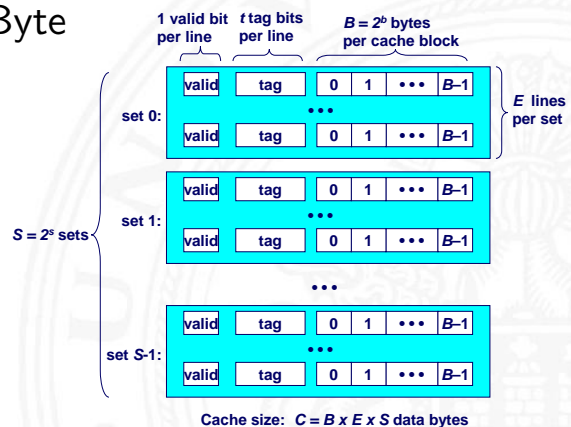 Byte
1 valid bit per line
t tag bits per line
B = 2^b bytes per cache block
valid tag 0 1 ••• B–1
•••
set 0:
valid tag 0 1 ••• B–1
E lines per set
valid tag 0 1 ••• B–1
set 1:
•••
valid tag 0 1 ••• B–1
S = 2^s sets
•••
valid tag 0 1 ••• B–1
•••
set S-1:
valid tag 0 1 ••• B–1
Cache size: C = B x E x S data bytes